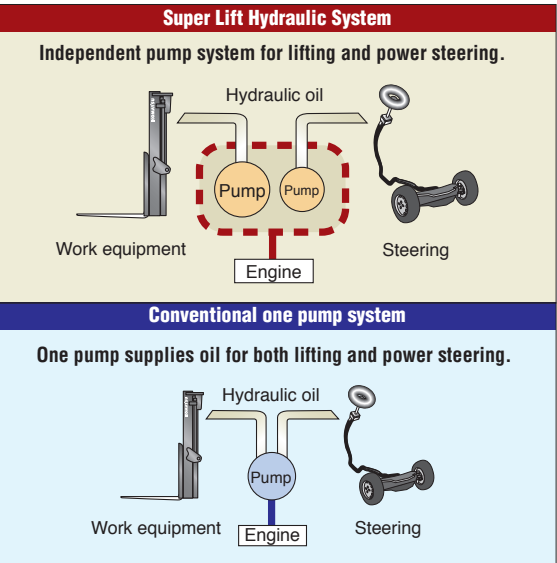 Super Lift Hydraulic System
Independent pump system for lifting and power steering.
Hydraulic oil
Pump
Pump
Work equipment
Steering
Engine
Conventional one pump system
One pump supplies oil for both lifting and power steering.
Hydraulic oil
Pump
Work equipment
Steering
Engine